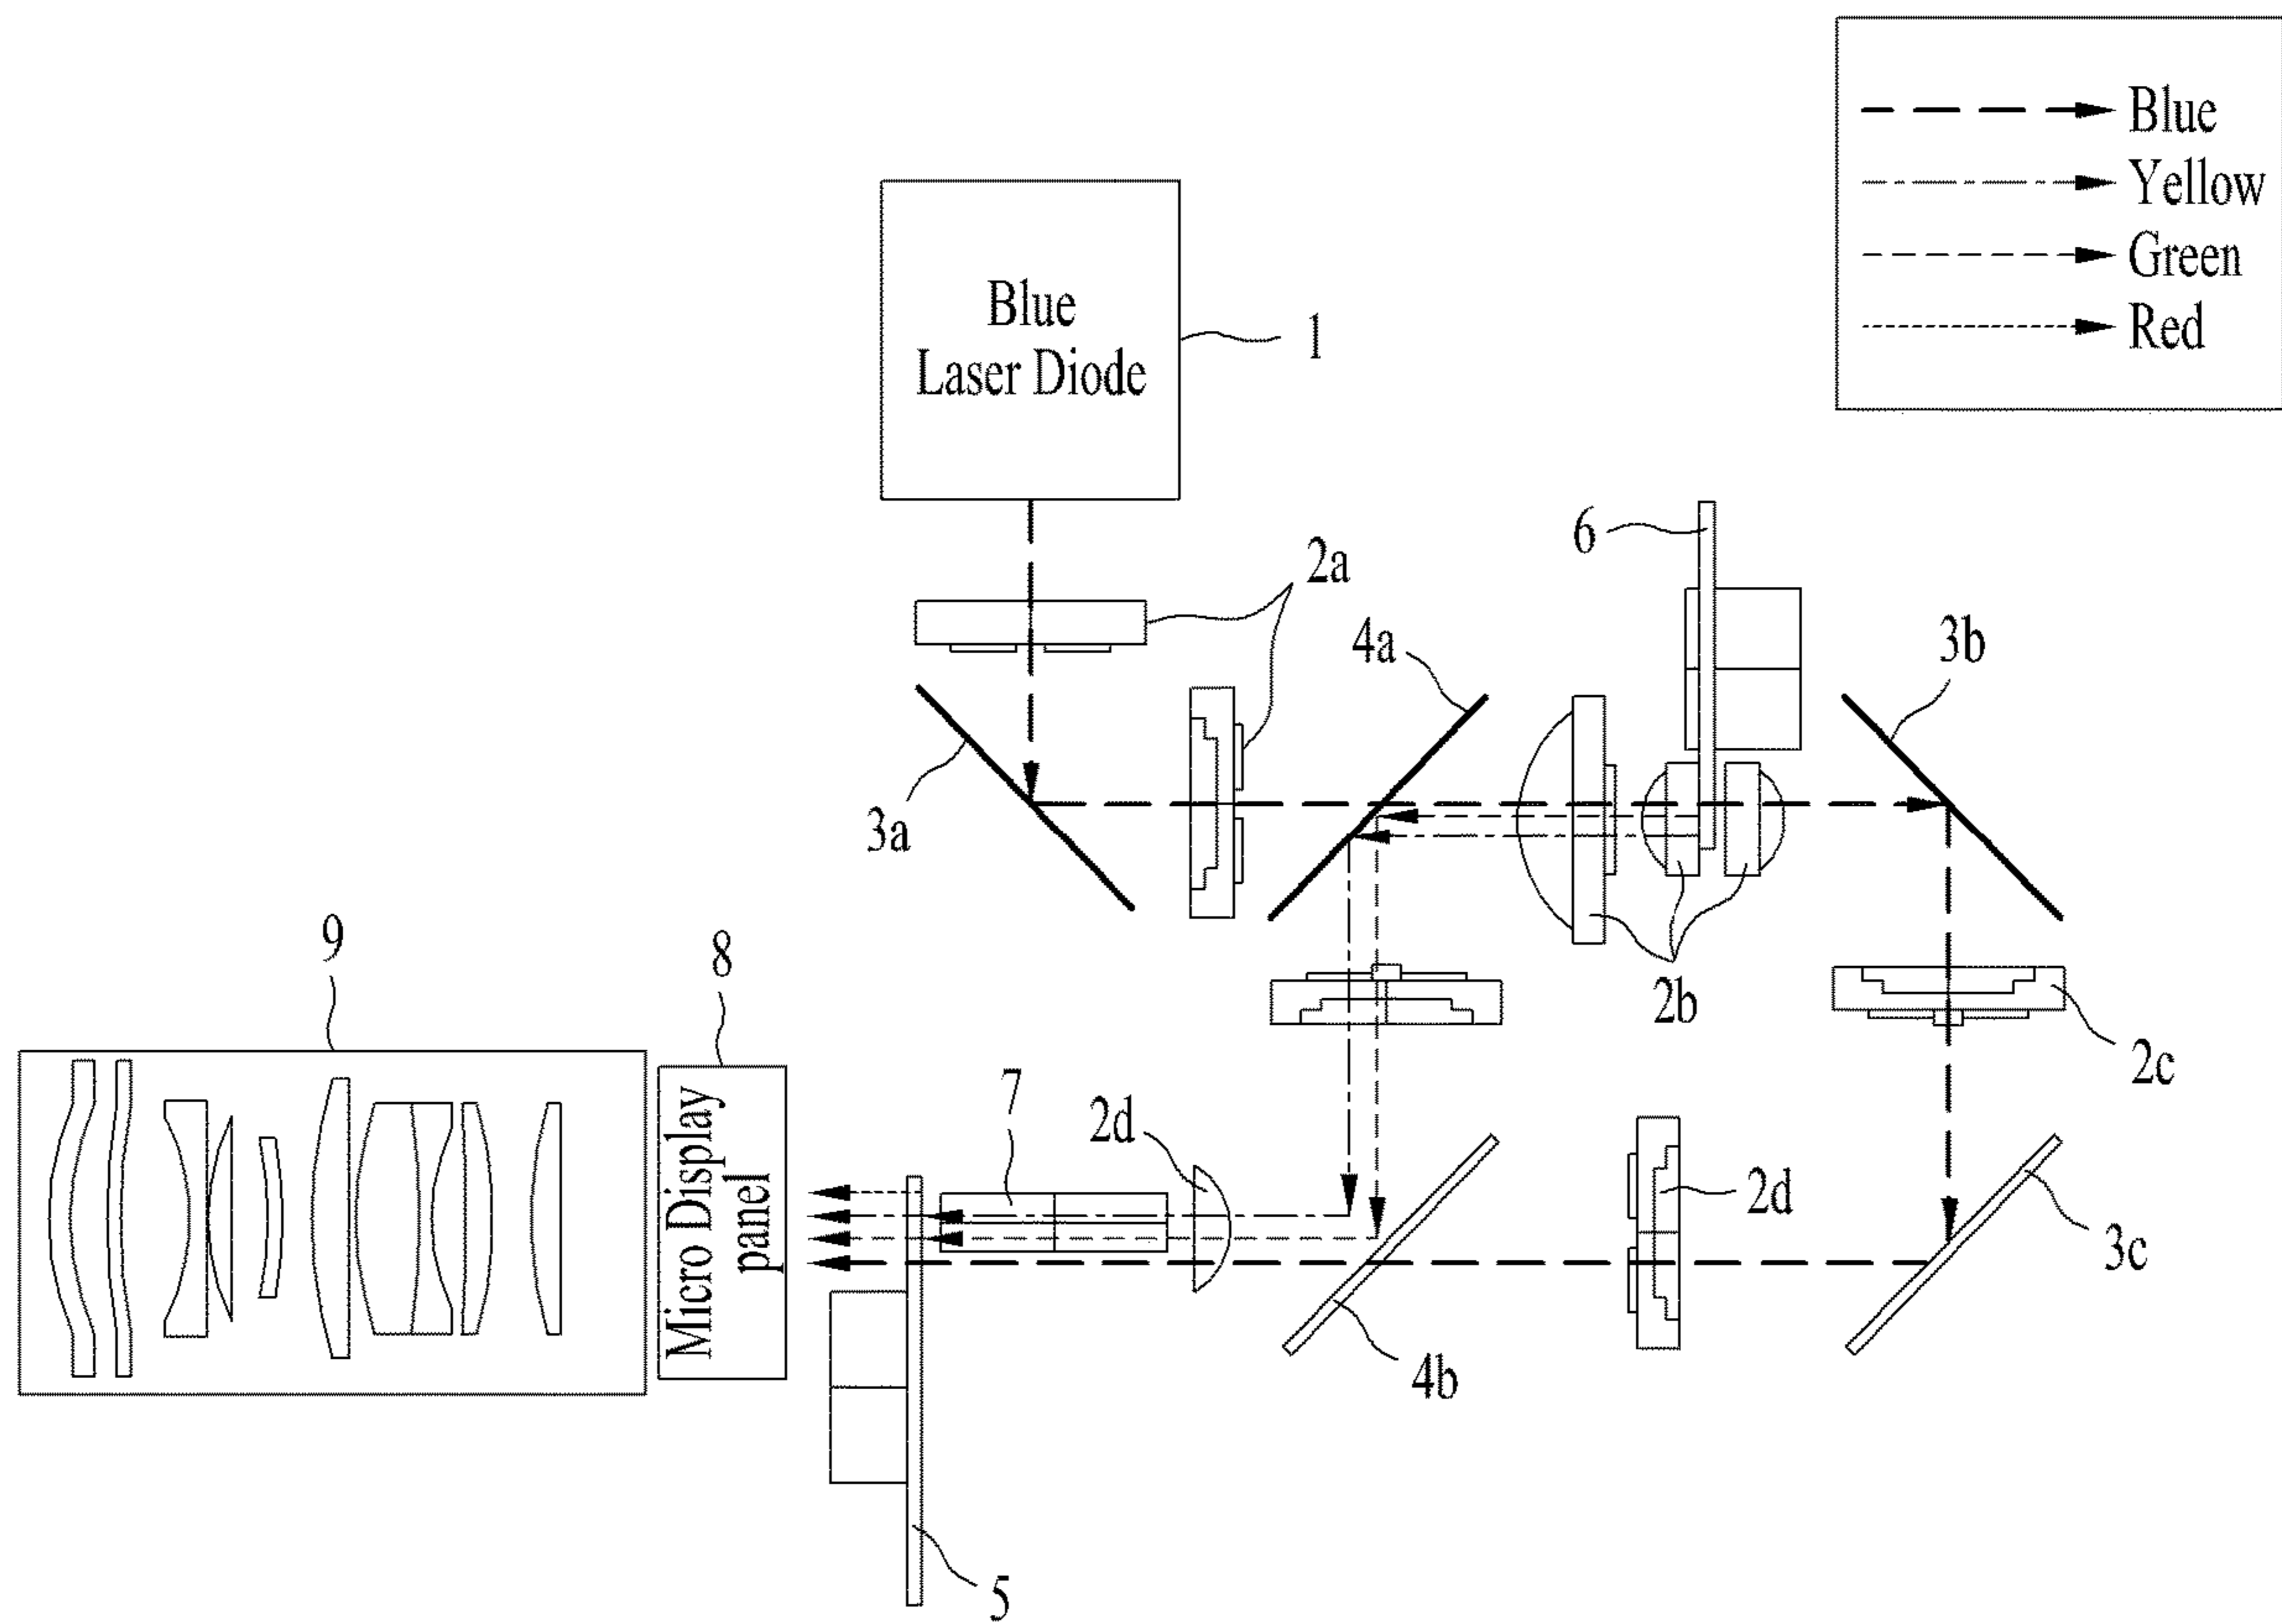 Blue
Yellow
Green
Red
Blue
Laser Diode
1
2a
6
4a
3b
3a
2b
2c
9
8
7
2d
2d
3c
4b
5
Micro Display
panel